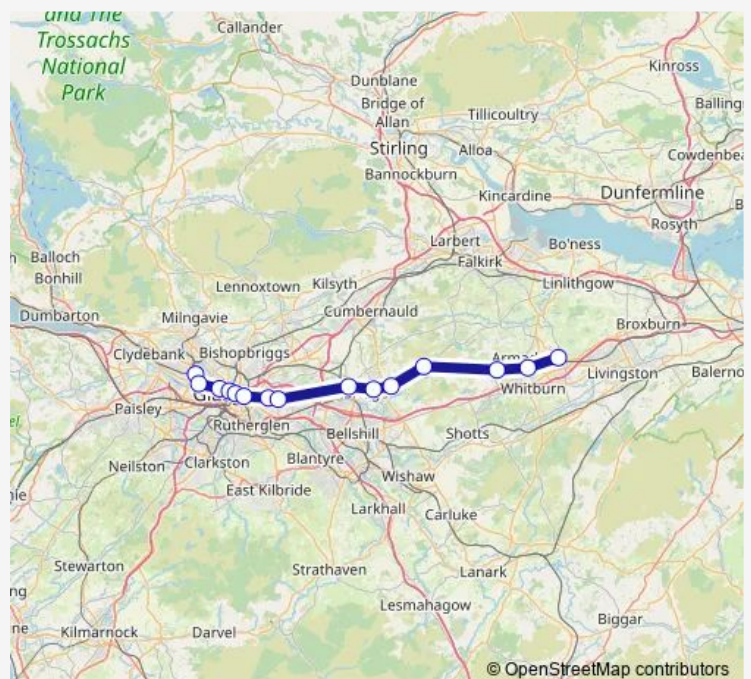 and The
Trossachs
National
Park
Callander
Dunblane
Bridge of
Allan
Stirling
Bannockburn
Tillicoultry
Alloa
Kinross
Balling
Cowdenbea
Kincardine
Dunfermline
Rosyth
Larbert
Falkirk
Bo'ness
Linlithgow
Balloch
Bonhill
Dumbarton
Lennoxtown
Kilsyth
Milngavie
Cumbernauld
Broxburn
Clydebank
Bishopbriggs
Whitburn
Livingston
Balerno
Paisley
Rutherglen
Bellshill
Shotts
Neilston
Clarkston
Blantyre
Wishaw
East Kilbride
Larkhall
Carluke
Stewarton
Strathaven
Lanark
Lesmahagow
Biggar
Kilmarnock
Darvel
© OpenStreetMap contributors